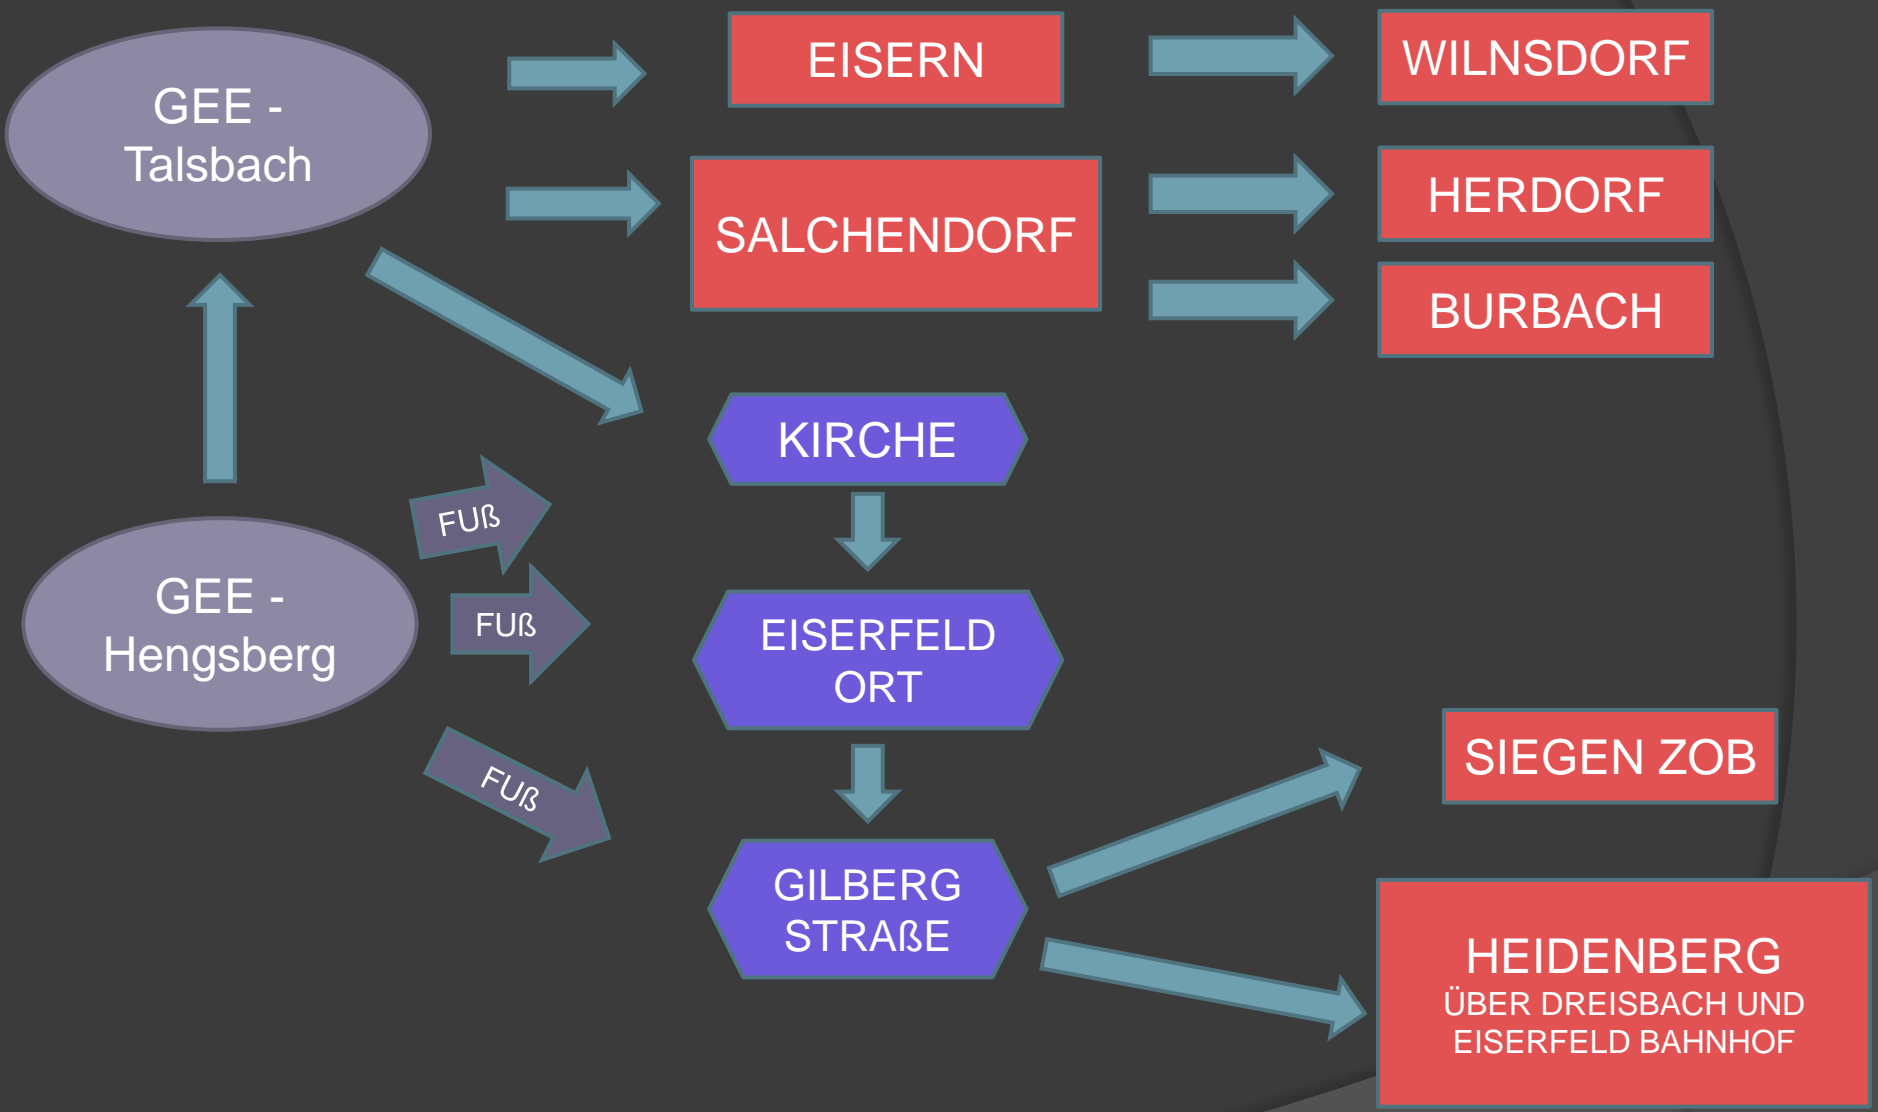 GEE -
Talsbach
EISERN
WILNSDORF
SALCHENDORF
HERDORF
BURBACH
KIRCHE
FUß
GEE -
Hengsberg
FUß
EISERFELD
ORT
FUß
GILBERG
STRAßE
SIEGEN ZOB
HEIDENBERG
ÜBER DREISBACH UND
EISERFELD BAHNHOF